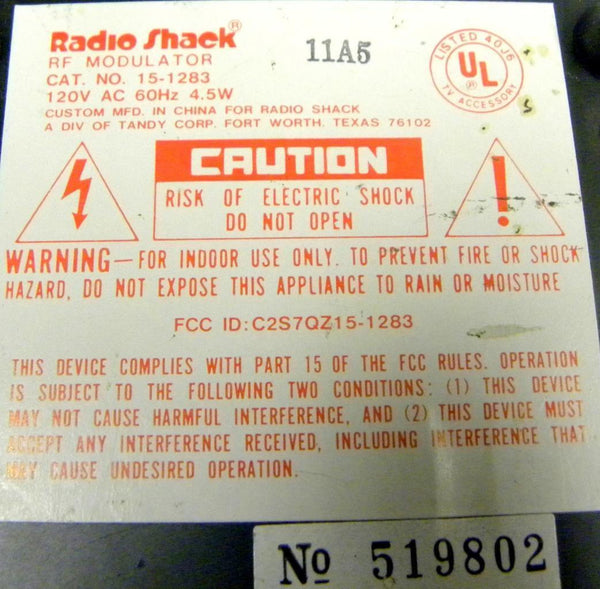 Radio Shack®
RF MODULATOR
CAT. NO. 15-1283
120V AC 60Hz 4.5W
CUSTOM MFD. IN CHINA FOR RADIO SHACK
A DIV OF TANDY CORP. FORT WORTH, TEXAS 76102
11A5
LISTED 40J6
UL®
TV ACCESSORY
S
CAUTION
RISK OF ELECTRIC SHOCK
DO NOT OPEN
!
WARNING—FOR INDOOR USE ONLY. TO PREVENT FIRE OR SHOCK
HAZARD, DO NOT EXPOSE THIS APPLIANCE TO RAIN OR MOISTURE
FCC ID:C2S7QZ15-1283
THIS DEVICE COMPLIES WITH PART 15 OF THE FCC RULES. OPERATION
IS SUBJECT TO THE FOLLOWING TWO CONDITIONS: (1) THIS DEVICE
MAY NOT CAUSE HARMFUL INTERFERENCE, AND (2) THIS DEVICE MUST
ACCEPT ANY INTERFERENCE RECEIVED, INCLUDING INTERFERENCE THAT
MAY CAUSE UNDESIRED OPERATION.
No 519802